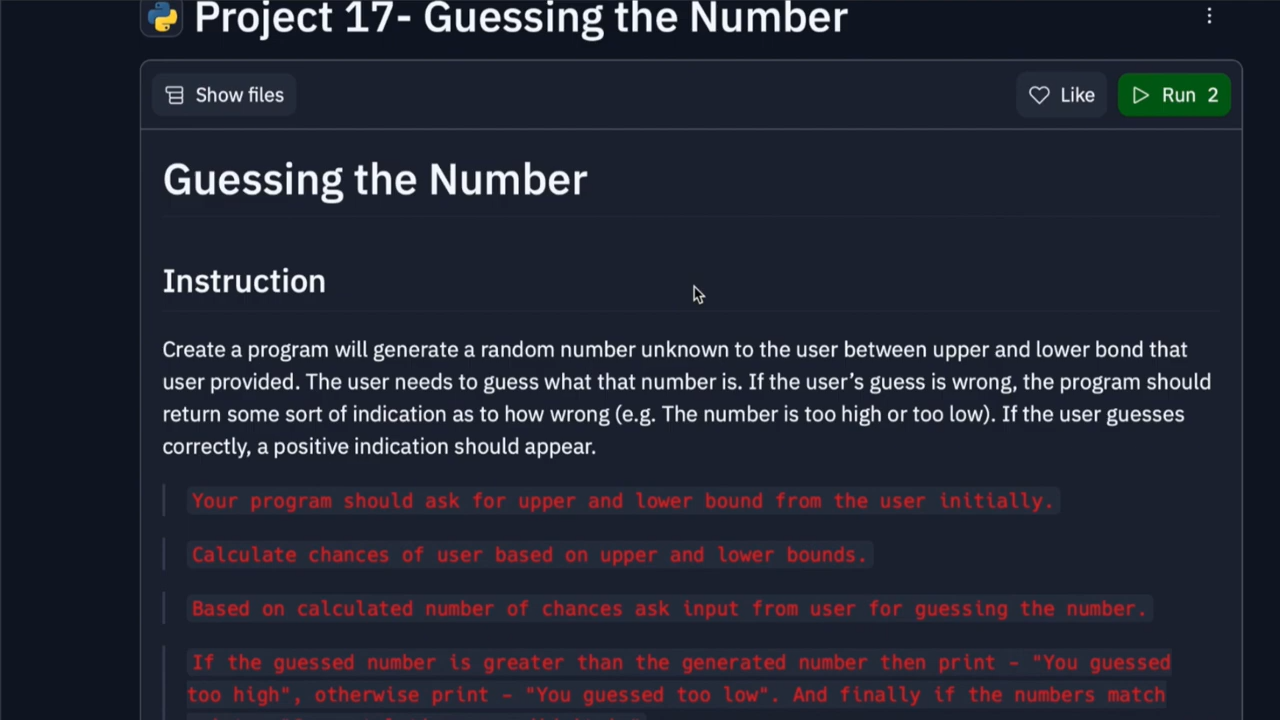 Project 17- Guessing the Number
Show files
Like
Run 2
Guessing the Number
Instruction
Create a program will generate a random number unknown to the user between upper and lower bond that
user provided. The user needs to guess what that number is. If the user’s guess is wrong, the program should
return some sort of indication as to how wrong (e.g. The number is too high or too low). If the user guesses
correctly, a positive indication should appear.
Your program should ask for upper and lower bound from the user initially.
Calculate chances of user based on upper and lower bounds.
Based on calculated number of chances ask input from user for guessing the number.
If the guessed number is greater than the generated number then print - "You guessed
too high", otherwise print - "You guessed too low". And finally if the numbers match